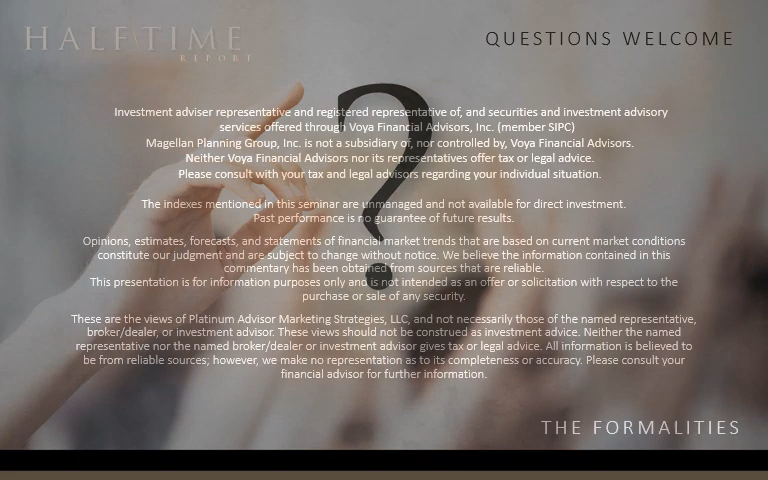 HALFTIME
REPORT
QUESTIONS WELCOME
?
Investment adviser representative and registered representative of, and securities and investment advisory
services offered through Voya Financial Advisors, Inc. (member SIPC)
Magellan Planning Group, Inc. is not a subsidiary of, nor controlled by, Voya Financial Advisors.
Neither Voya Financial Advisors nor its representatives offer tax or legal advice.
Please consult with your tax and legal advisors regarding your individual situation.
The indexes mentioned in this seminar are unmanaged and not available for direct investment.
Past performance is no guarantee of future results.
Opinions, estimates, forecasts, and statements of financial market trends that are based on current market conditions
constitute our judgment and are subject to change without notice. We believe the information contained in this
commentary has been obtained from sources that are reliable.
This presentation is for information purposes only and is not intended as an offer or solicitation with respect to the
purchase or sale of any security.
These are the views of Platinum Advisor Marketing Strategies, LLC, and not necessarily those of the named representative,
broker/dealer, or investment advisor. These views should not be construed as investment advice. Neither the named
representative nor the named broker/dealer or investment advisor gives tax or legal advice. All information is believed to
be from reliable sources; however, we make no representation as to its completeness or accuracy. Please consult your
financial advisor for further information.
THE FORMALITIES